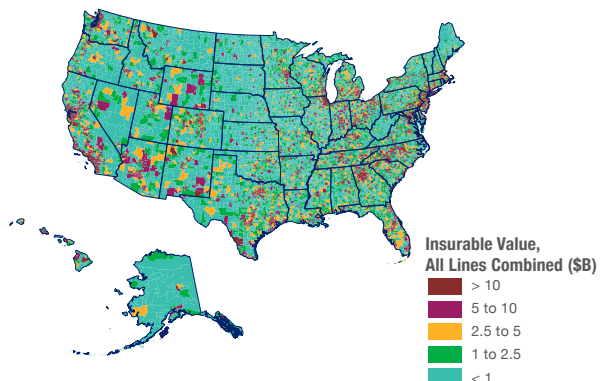 Insurable Value,
All Lines Combined ($B)
> 10
5 to 10
2.5 to 5
1 to 2.5
< 1